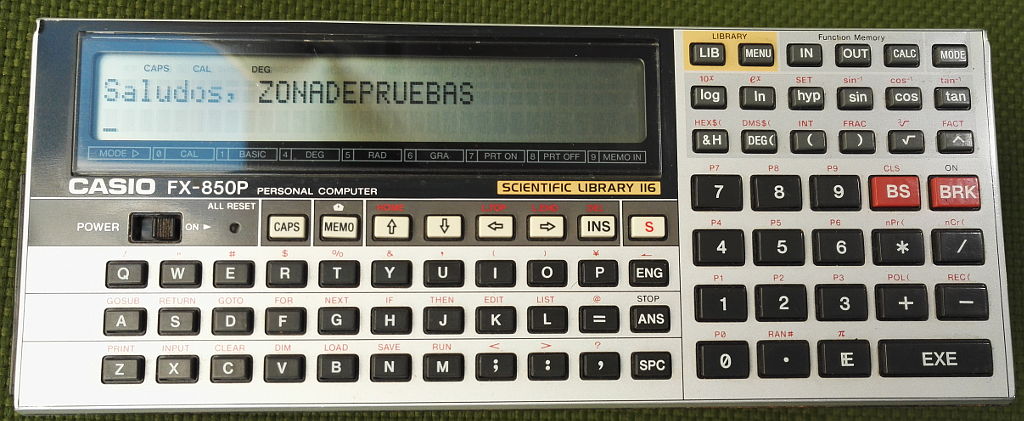 CAPS CAL DEG
Saludos, ZONADEPRUEBAS
MODE ▷ 0 CAL 1 BASIC 4 DEG 5 RAD 6 GRA 7 PRT ON 8 PRT OFF 9 MEMO IN
CASIO FX-850P PERSONAL COMPUTER SCIENTIFIC LIBRARY 116
LIBRARY Function Memory
LIB MENU IN OUT CALC MODE
10ˣ eˣ SET sin⁻¹ cos⁻¹ tan⁻¹
log ln hyp sin cos tan
HEX$( DMS$( INT FRAC ³√ FACT
&H DEG( ( ) √ ^
P7 P8 P9 CLS ON
7 8 9 BS BRK
P4 P5 P6 nPr( nCr(
4 5 6 * /
P1 P2 P3 POL( REC(
1 2 3 + −
P0 RAN# π
0 · E EXE
ALL RESET
POWER ON ►
HOME
CAPS MEMO ⇧ ⇩ ⇦ ⇨ INS S
! " # $ % & ' ( ) ¥
Q W E R T Y U I O P ENG
GOSUB RETURN GOTO FOR NEXT IF THEN EDIT LIST @ STOP
A S D F G H J K L = ANS
PRINT INPUT CLEAR DIM LOAD SAVE RUN < > ?
Z X C V B N M ; : , SPC